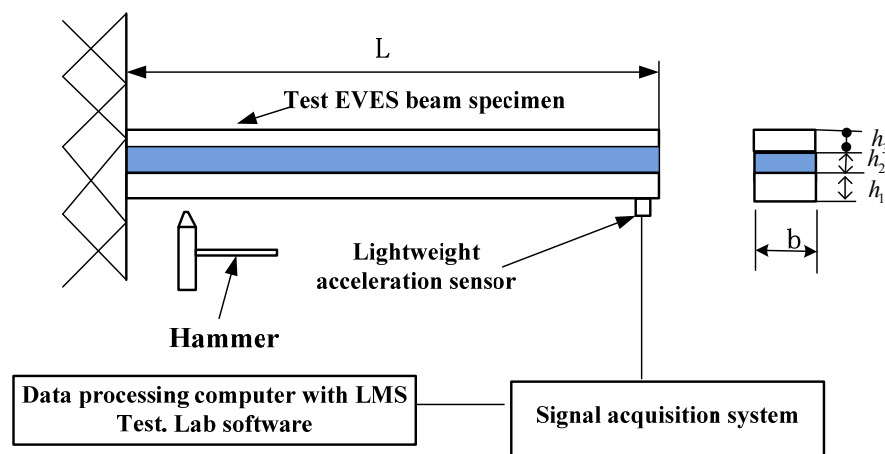 L
Test EVES beam specimen
h3
h2
h1
b
Lightweight
acceleration sensor
Hammer
Data processing computer with LMS
Test. Lab software
Signal acquisition system